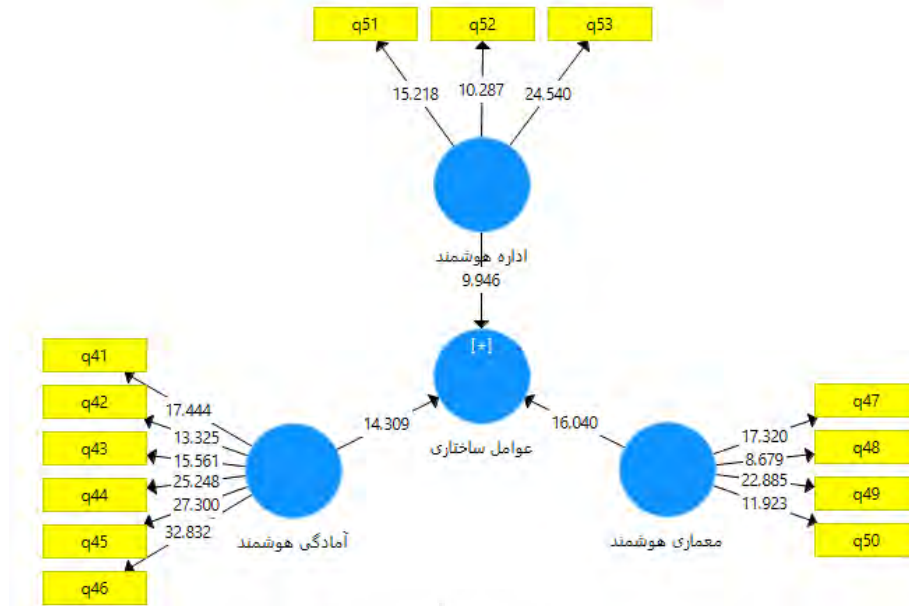 q51 q52 q53
15.218 10.287 24.540
اداره هوشمند
9.946
[+]
عوامل ساختاری
q41
q42
q43
q44
q45
q46
17.444
13.325
15.561
25.248
27.300
32.832
14.309
آمادگی هوشمند
16.040
معماری هوشمند
17.320
8.679
22.885
11.923
q47
q48
q49
q50